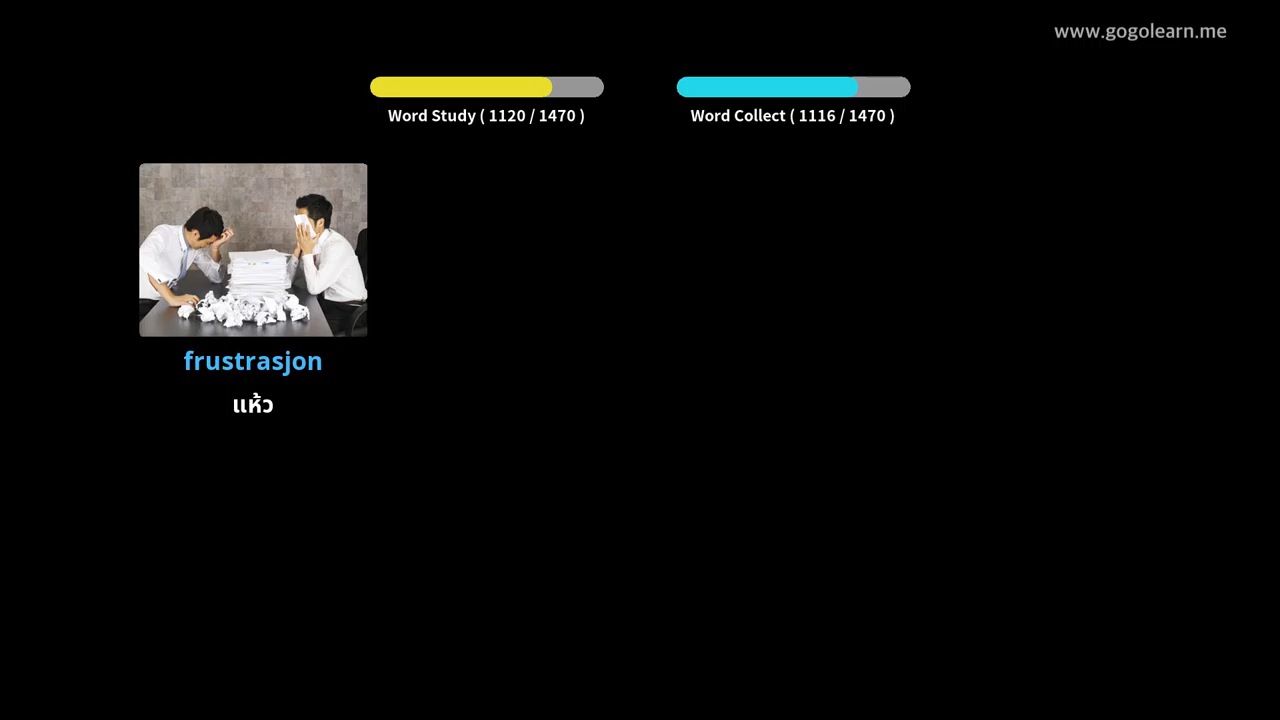 www.gogolearn.me
Word Study ( 1120 / 1470 )
Word Collect ( 1116 / 1470 )
frustrasjon
แห้ว